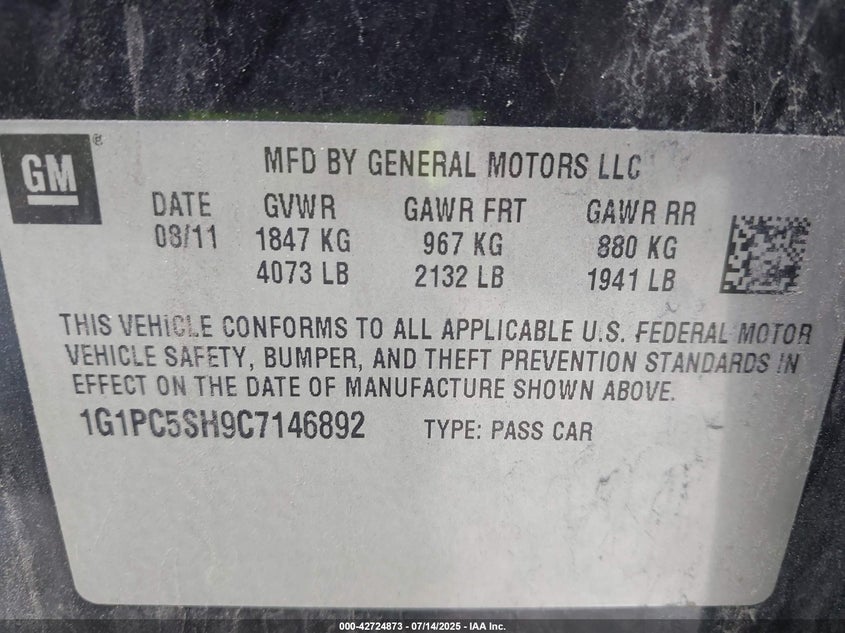 GM®
MFD BY GENERAL MOTORS LLC
DATE GVWR GAWR FRT GAWR RR
08/11 1847 KG 967 KG 880 KG
4073 LB 2132 LB 1941 LB
THIS VEHICLE CONFORMS TO ALL APPLICABLE U.S. FEDERAL MOTOR
VEHICLE SAFETY, BUMPER, AND THEFT PREVENTION STANDARDS IN
EFFECT ON THE DATE OF MANUFACTURE SHOWN ABOVE.
1G1PC5SH9C7146892 TYPE: PASS CAR
000-42724873 / 07/14/2025 - IAA Inc.